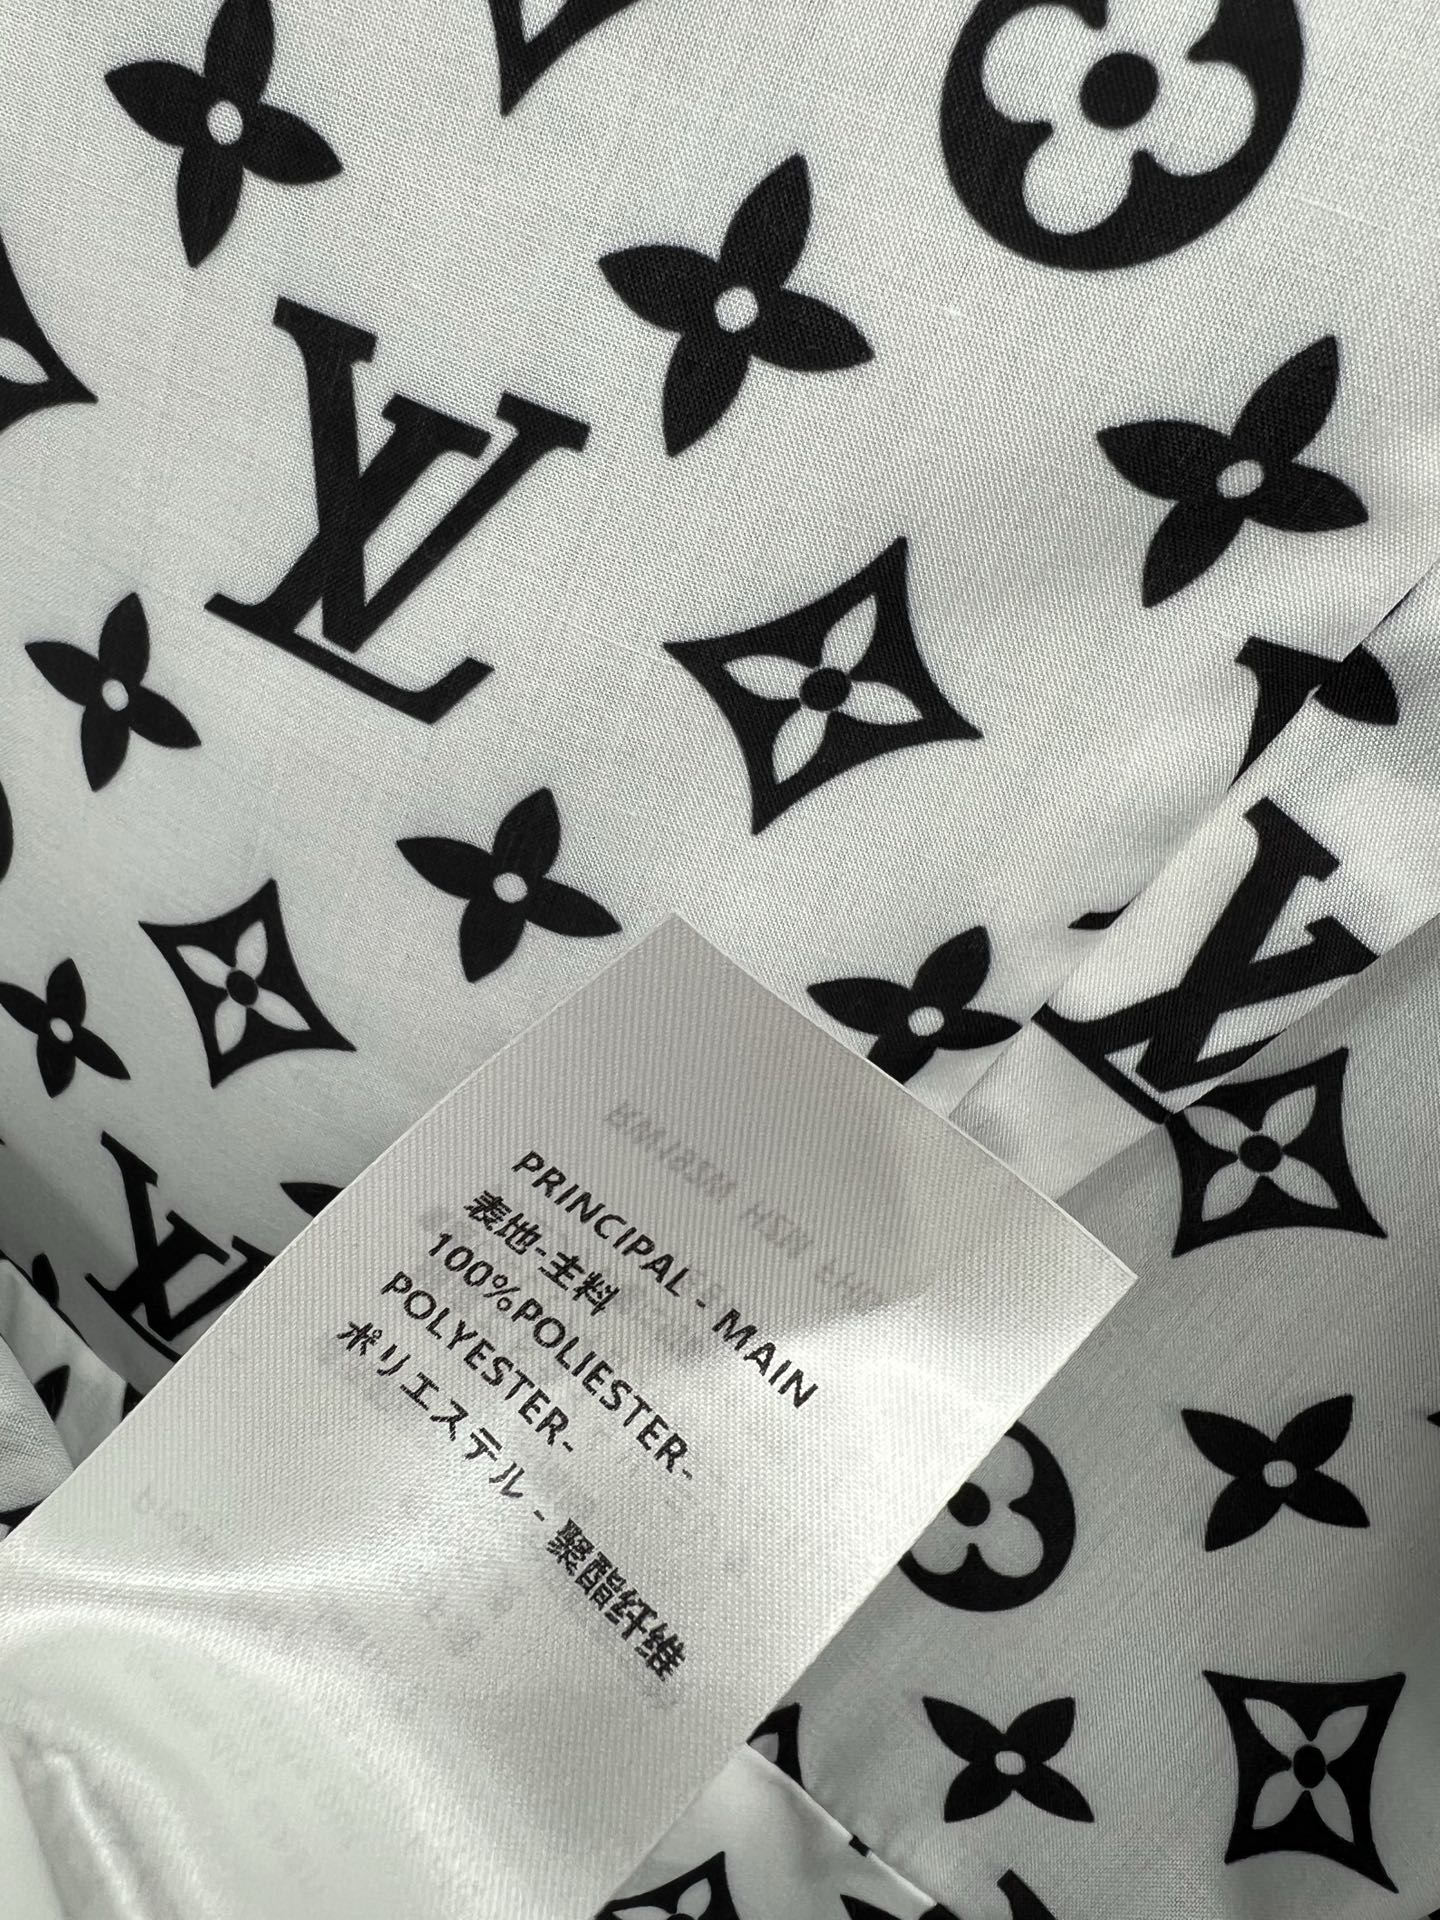 PRINCIPAL - MAIN
表地-主料
100%POLIESTER-
POLYESTER-
ポリエステル - 聚酯纤维